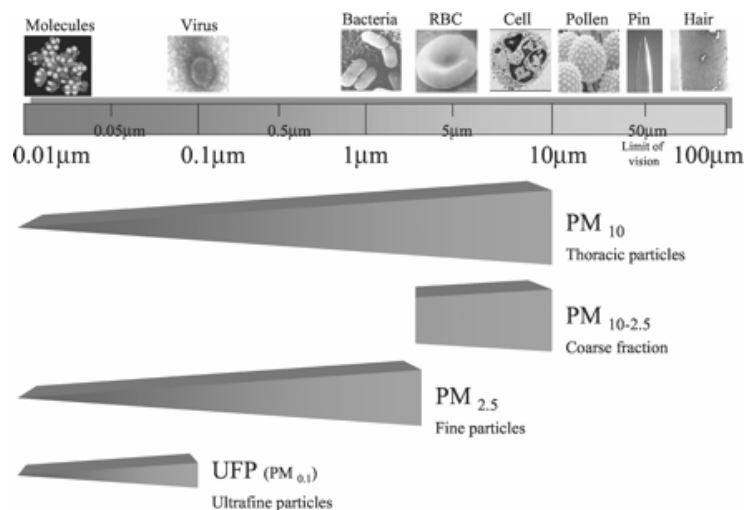 Molecules
Virus
Bacteria
RBC
Cell
Pollen
Pin
Hair
0.05µm
0.5µm
5µm
50µm
0.01µm
0.1µm
1µm
10µm
Limit of
vision
100µm
PM 10
Thoracic particles
PM 10-2.5
Coarse fraction
PM 2.5
Fine particles
UFP (PM 0.1)
Ultrafine particles